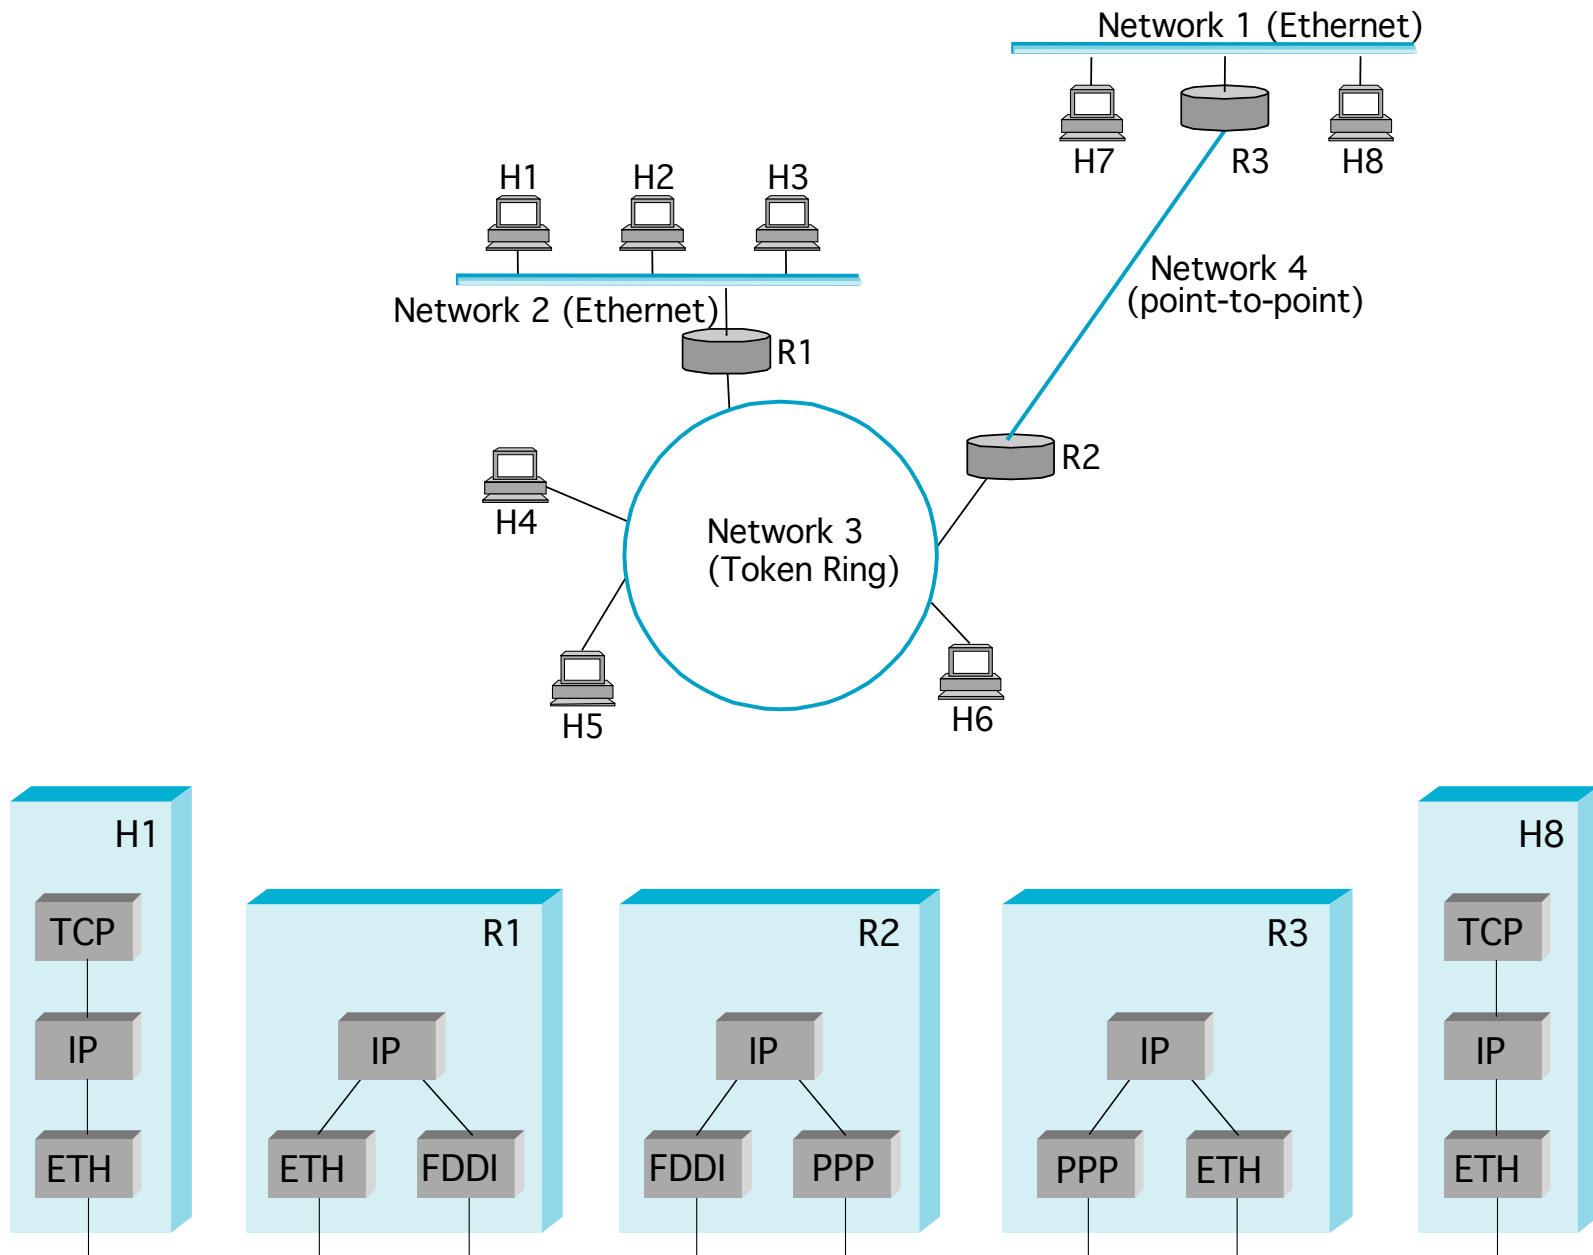 Network 1 (Ethernet)
H7
R3
H8
H1
H2
H3
Network 4
(point-to-point)
Network 2 (Ethernet)
R1
R2
H4
Network 3
(Token Ring)
H5
H6
H1
TCP
IP
ETH
R1
IP
ETH
FDDI
R2
IP
FDDI
PPP
R3
IP
PPP
ETH
H8
TCP
IP
ETH